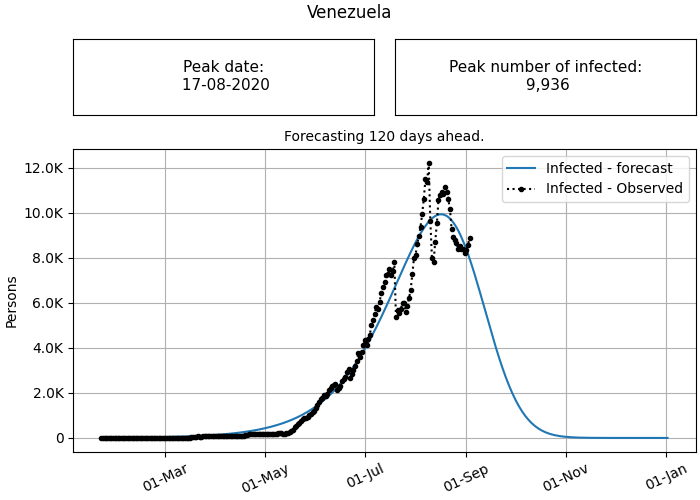 Venezuela
Peak date:
17-08-2020
Peak number of infected:
9,936
Forecasting 120 days ahead.
Infected - forecast
Infected - Observed
12.0K
10.0K
8.0K
6.0K
4.0K
2.0K
0
Persons
01-Mar
01-May
01-Jul
01-Sep
01-Nov
01-Jan